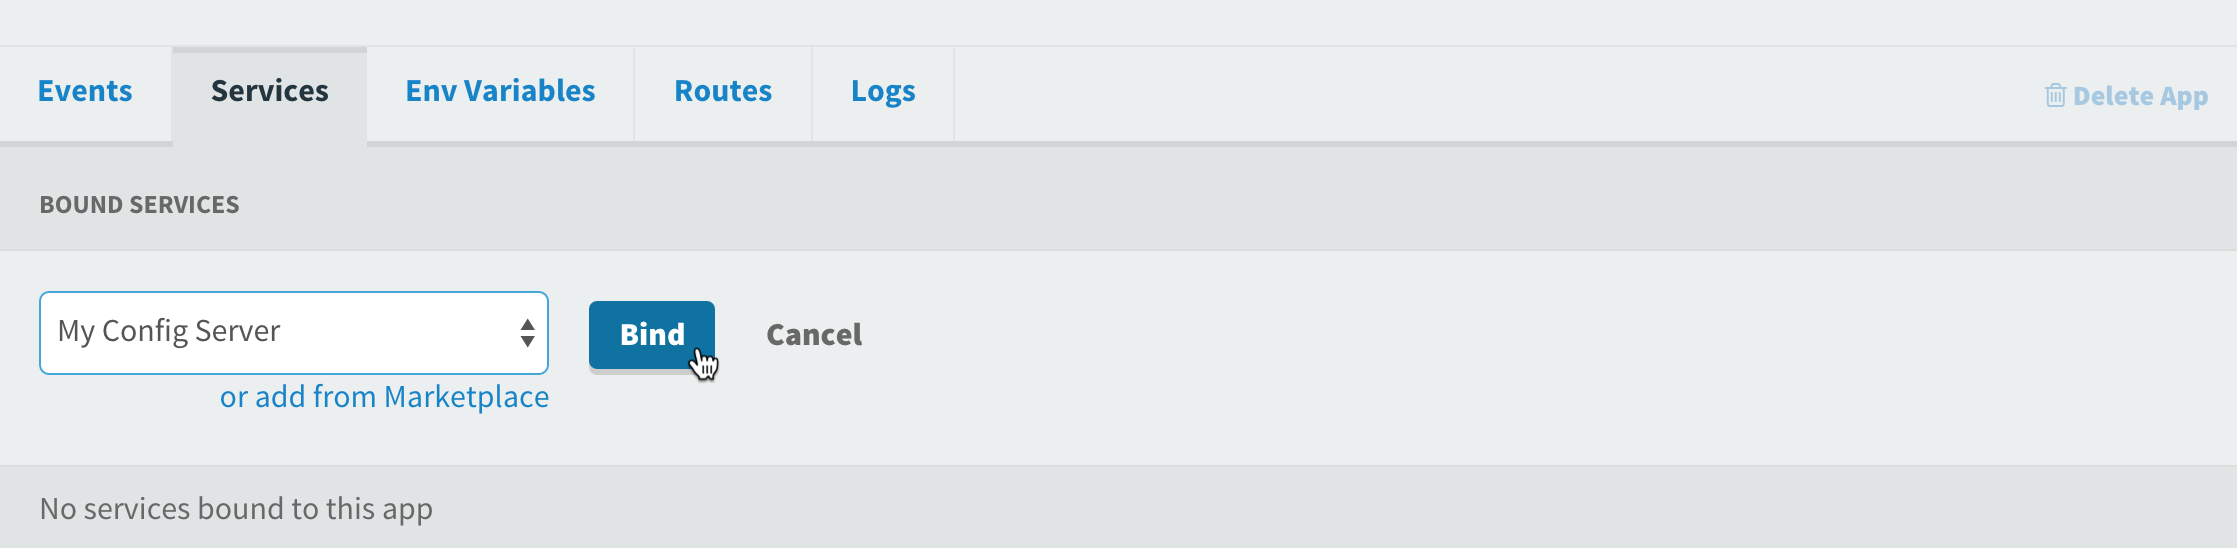 Events Services Env Variables Routes Logs Delete App
BOUND SERVICES
My Config Server Bind Cancel
or add from Marketplace
No services bound to this app